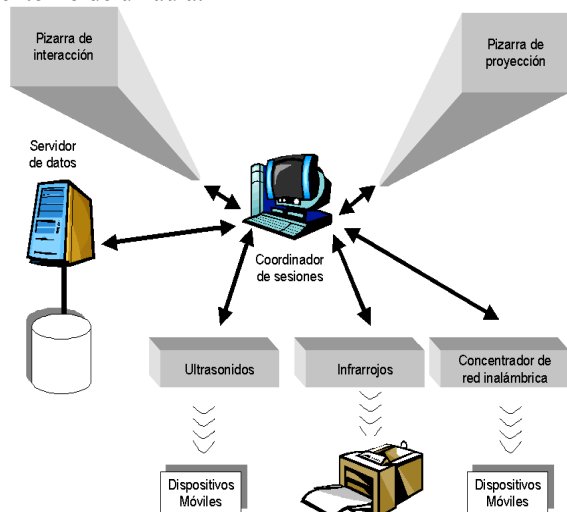 Pizarra de
interacción
Pizarra de
proyección
Servidor
de datos
Coordinador
de sesiones
Ultrasonidos
Infrarrojos
Concentrador de
red inalámbrica
Dispositivos
Móviles
Dispositivos
Móviles